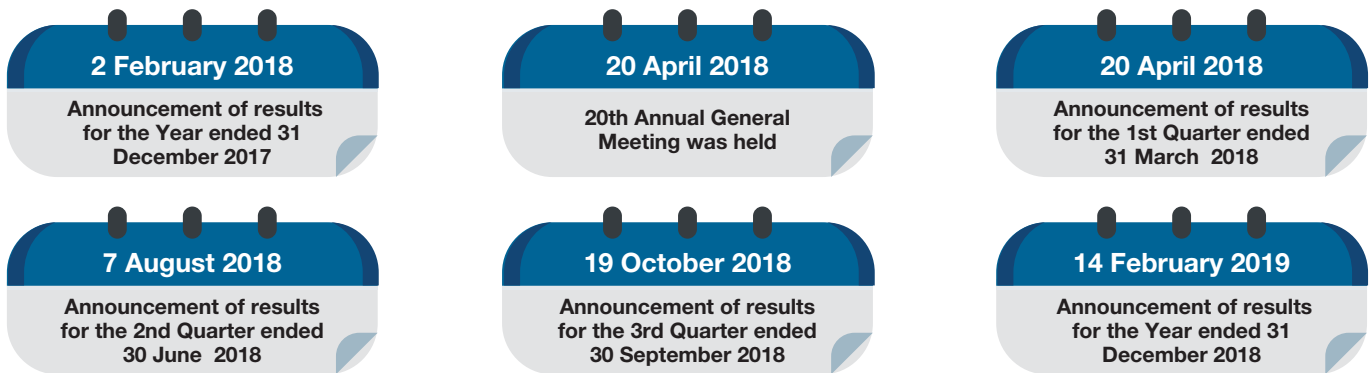 2 February 2018
Announcement of results
for the Year ended 31
December 2017
20 April 2018
20th Annual General
Meeting was held
20 April 2018
Announcement of results
for the 1st Quarter ended
31 March 2018
7 August 2018
Announcement of results
for the 2nd Quarter ended
30 June 2018
19 October 2018
Announcement of results
for the 3rd Quarter ended
30 September 2018
14 February 2019
Announcement of results
for the Year ended 31
December 2018